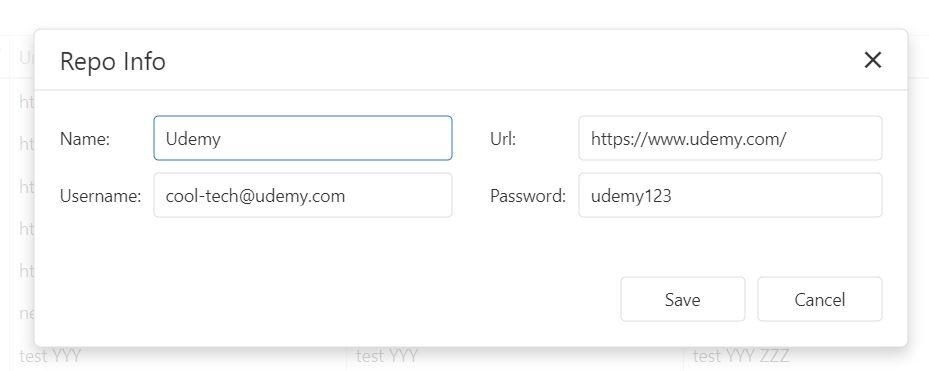 Repo Info
Name: Udemy Url: https://www.udemy.com/
Username: cool-tech@udemy.com Password: udemy123
Save Cancel
test YYY test YYY test YYY ZZZ